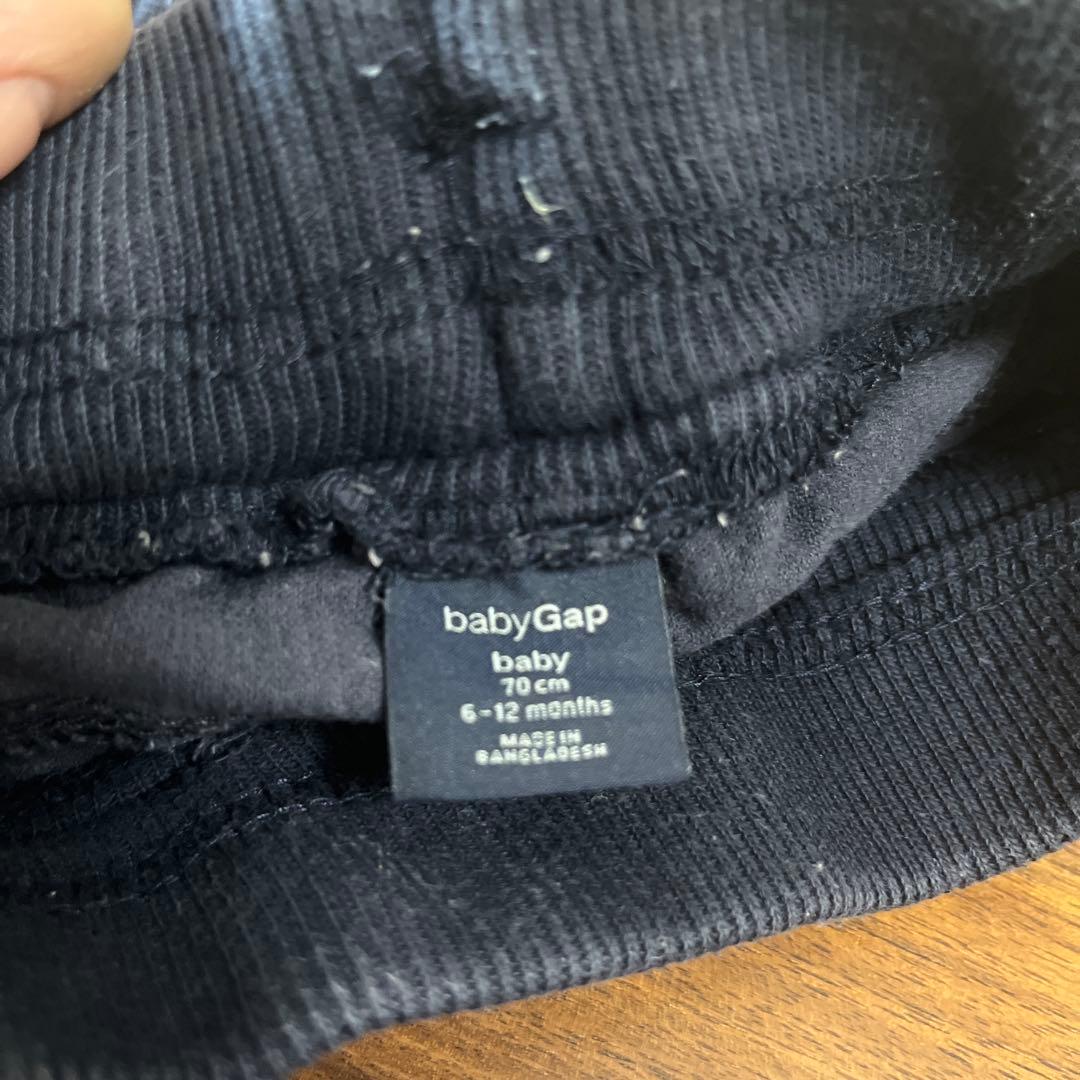 babyGap
baby
70 cm
6-12 months
MADE IN
BANGLADESH